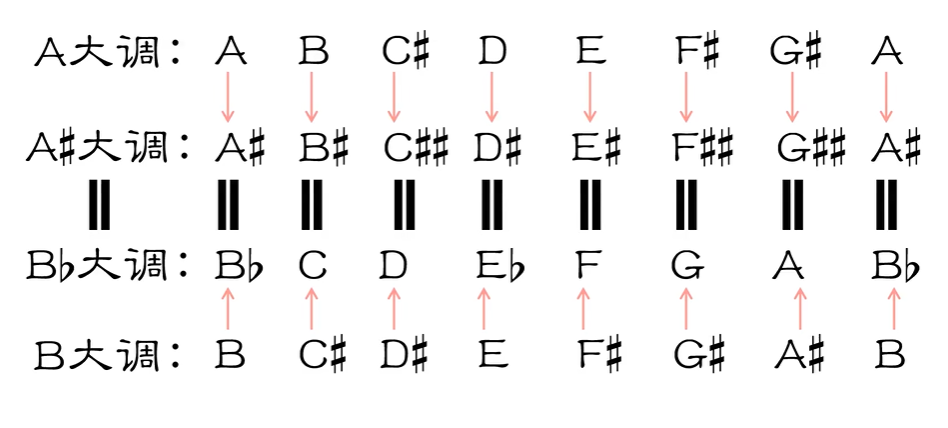 A大调： A B C♯ D E F♯ G♯ A
A♯大调： A♯ B♯ C♯♯ D♯ E♯ F♯♯ G♯♯ A♯
B♭大调： B♭ C D E♭ F G A B♭
B大调： B C♯ D♯ E F♯ G♯ A♯ B